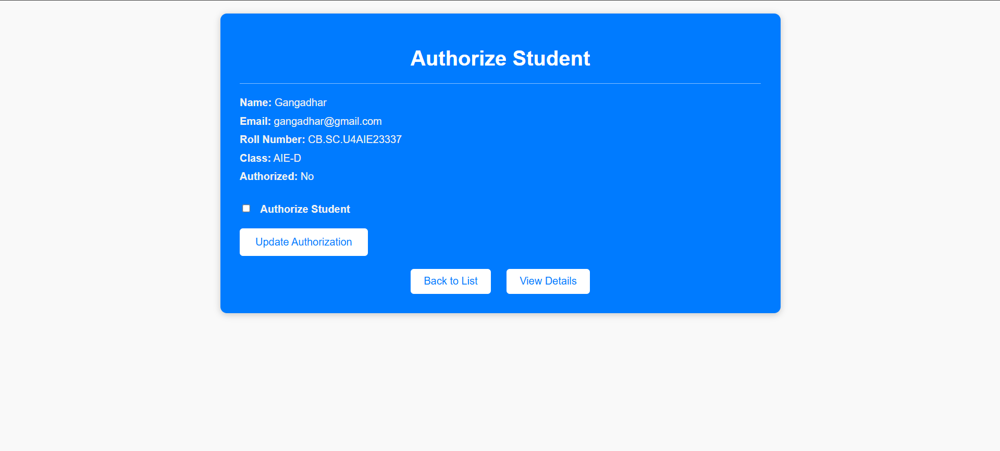 Authorize Student
Name: Gangadhar
Email: gangadhar@gmail.com
Roll Number: CB.SC.U4AIE23337
Class: AIE-D
Authorized: No
Authorize Student
Update Authorization
Back to List
View Details